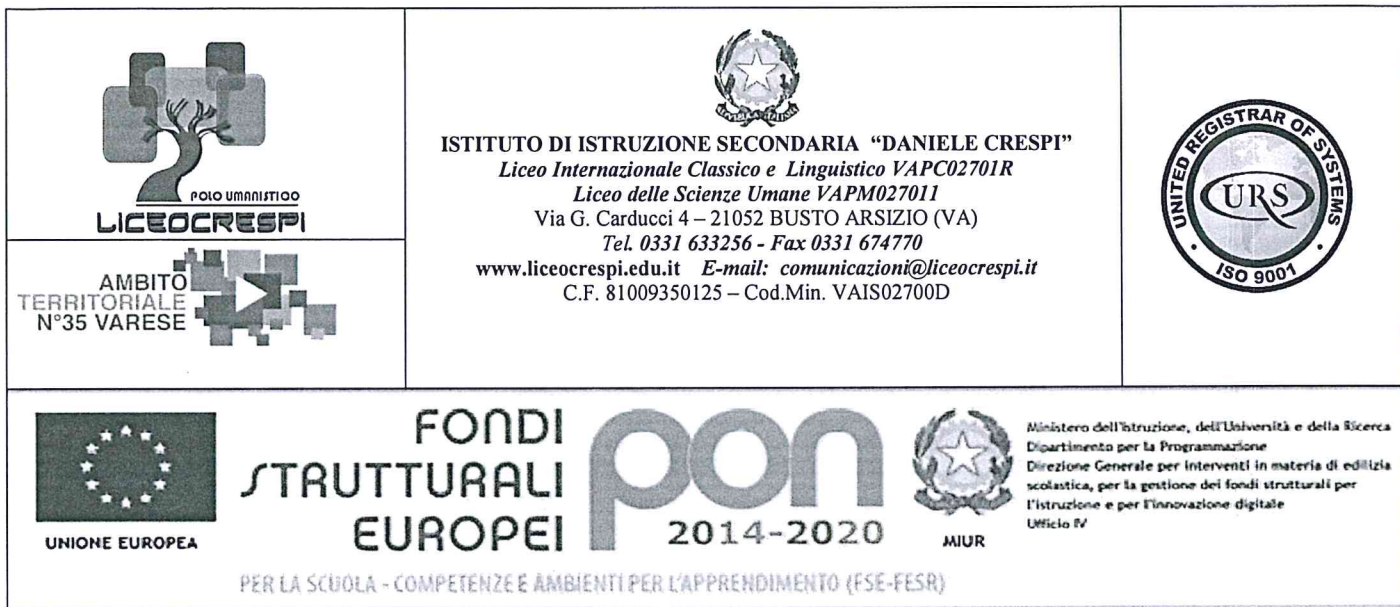 POLO UMANISTICO
LICEOCRESPI
AMBITO
TERRITORIALE
N°35 VARESE
REPVBBLICA ITALIANA
ISTITUTO DI ISTRUZIONE SECONDARIA “DANIELE CRESPI”
Liceo Internazionale Classico e Linguistico VAPC02701R
Liceo delle Scienze Umane VAPM027011
Via G. Carducci 4 – 21052 BUSTO ARSIZIO (VA)
Tel. 0331 633256 - Fax 0331 674770
www.liceocrespi.edu.it E-mail: comunicazioni@liceocrespi.it
C.F. 81009350125 – Cod.Min. VAIS02700D
UNITED REGISTRAR OF SYSTEMS
URS
ISO 9001
UNIONE EUROPEA
FONDI
STRUTTURALI
EUROPEI
pon
2014-2020
MIUR
Ministero dell'Istruzione, dell'Università e della Ricerca
Dipartimento per la Programmazione
Direzione Generale per interventi in materia di edilizia
scolastica, per la gestione dei fondi strutturali per
l'istruzione e per l'innovazione digitale
Ufficio IV
PER LA SCUOLA - COMPETENZE E AMBIENTI PER L'APPRENDIMENTO (FSE-FESR)